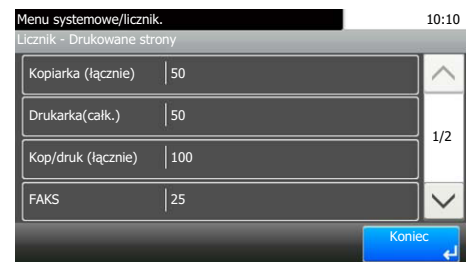 Menu systemowe/licznik. 10:10
Licznik - Drukowane strony
Kopiarka (łącznie) 50
Drukarka(całk.) 50
1/2
Kop/druk (łącznie) 100
FAKS 25
Koniec